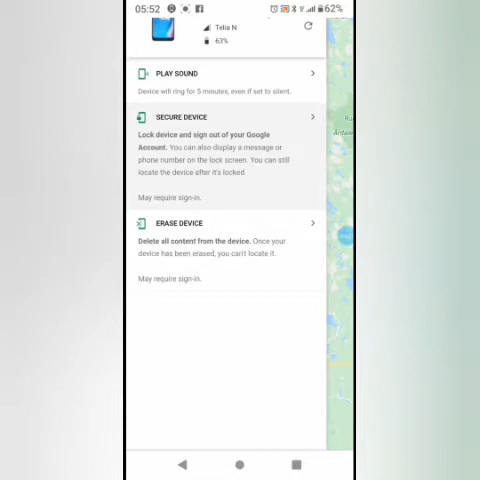 05:52
62%
Telia N
63%
PLAY SOUND
Device will ring for 5 minutes, even if set to silent.
SECURE DEVICE
Lock device and sign out of your Google
Account. You can also display a message or
phone number on the lock screen. You can still
locate the device after it's locked.
May require sign-in.
ERASE DEVICE
Delete all content from the device. Once your
device has been erased, you can't locate it.
May require sign-in.